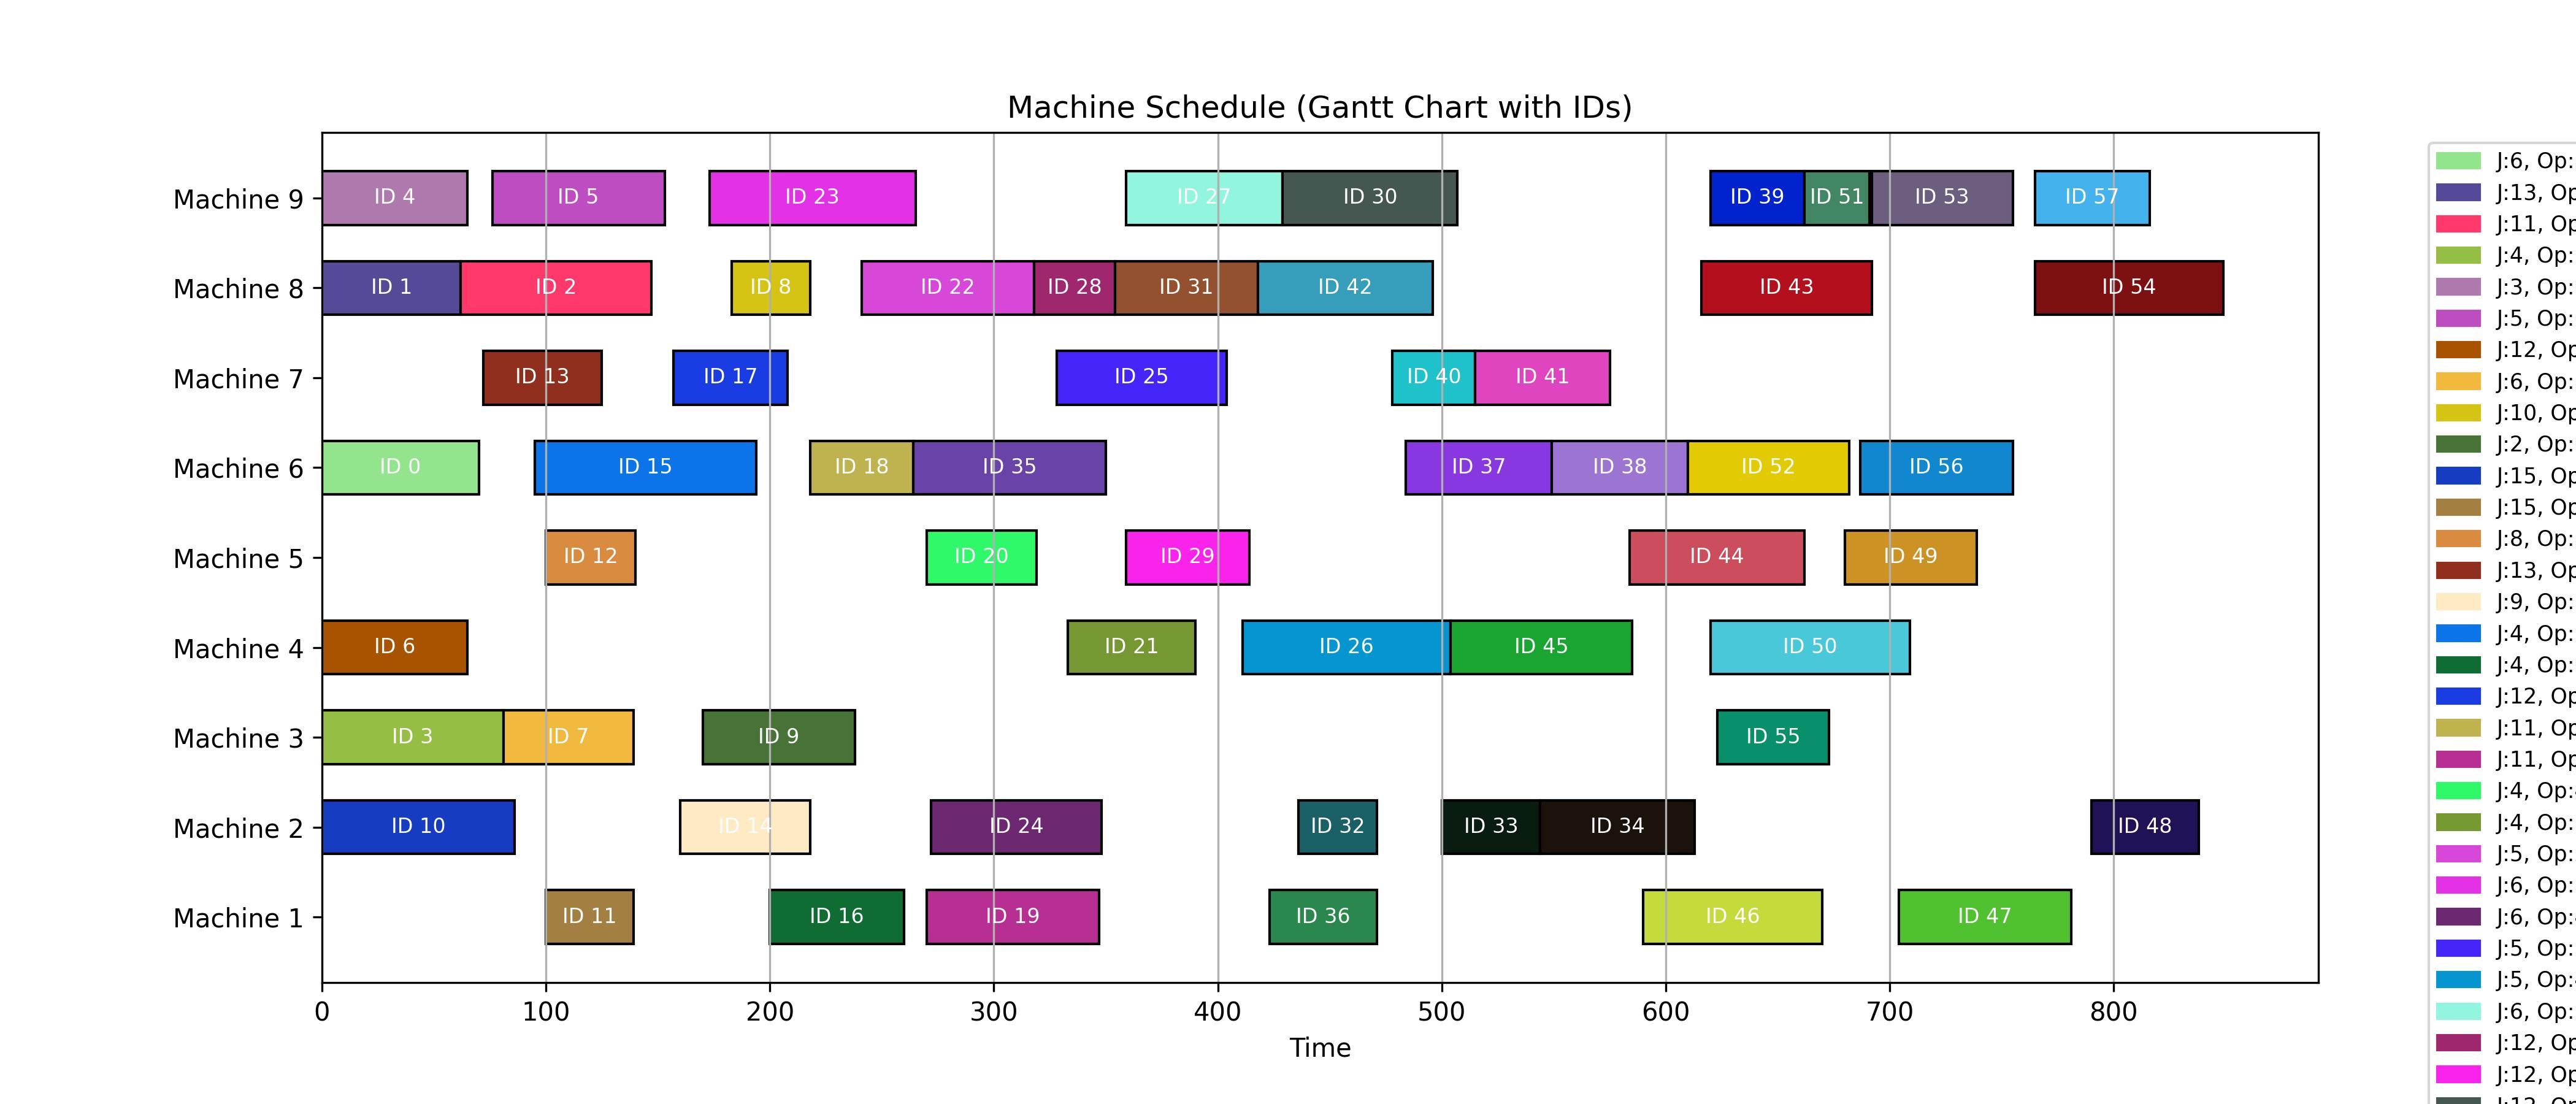 Machine Schedule (Gantt Chart with IDs)
Machine 9
ID 4
ID 5
ID 23
ID 27
ID 30
ID 39
ID 51
ID 53
ID 57
Machine 8
ID 1
ID 2
ID 8
ID 22
ID 28
ID 31
ID 42
ID 43
ID 54
Machine 7
ID 13
ID 17
ID 25
ID 40
ID 41
Machine 6
ID 0
ID 15
ID 18
ID 35
ID 37
ID 38
ID 52
ID 56
Machine 5
ID 12
ID 20
ID 29
ID 44
ID 49
Machine 4
ID 6
ID 21
ID 26
ID 45
ID 50
Machine 3
ID 3
ID 7
ID 9
ID 55
Machine 2
ID 10
ID 14
ID 24
ID 32
ID 33
ID 34
ID 48
Machine 1
ID 11
ID 16
ID 19
ID 36
ID 46
ID 47
0 100 200 300 400 500 600 700 800
Time
J:6, Op:
J:13, Op
J:11, Op
J:4, Op:
J:3, Op:
J:5, Op:
J:12, Op
J:6, Op:
J:10, Op
J:2, Op:
J:15, Op
J:15, Op
J:8, Op:
J:13, Op
J:9, Op:
J:4, Op:
J:4, Op:
J:12, Op
J:11, Op
J:11, Op
J:4, Op:
J:4, Op:
J:5, Op:
J:6, Op:
J:6, Op:
J:5, Op:
J:5, Op:
J:6, Op:
J:12, Op
J:12, Op